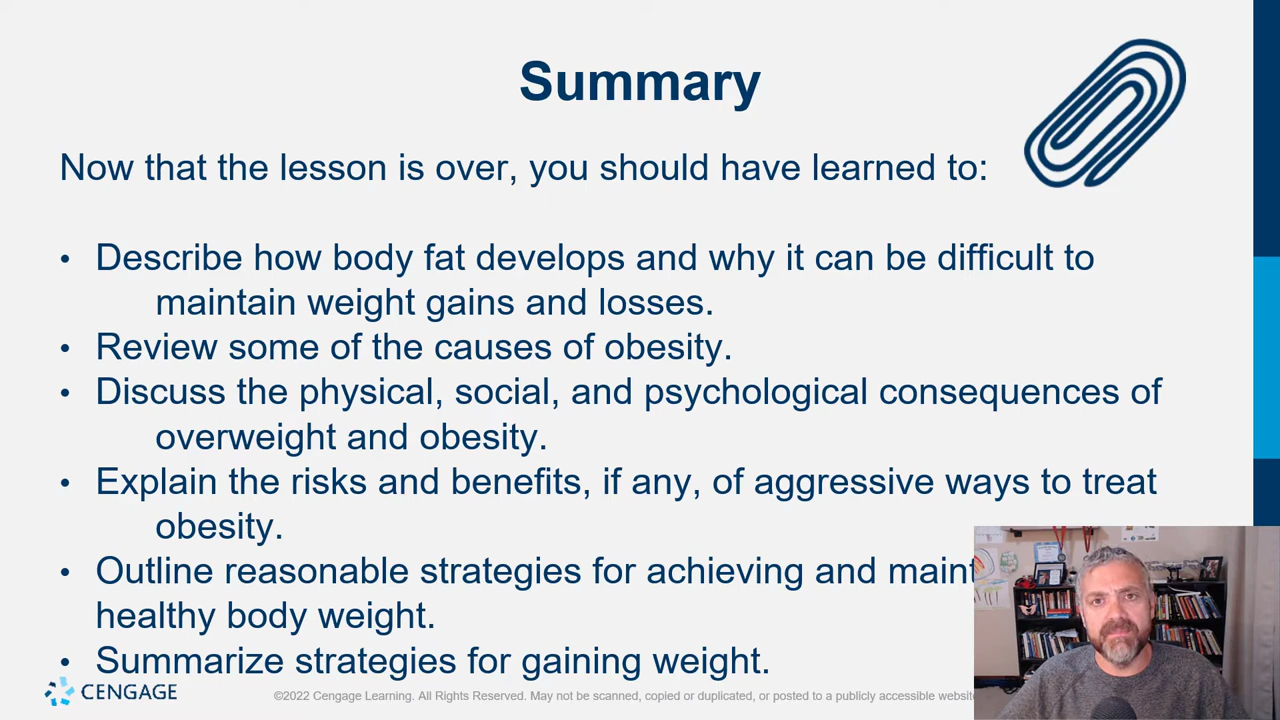 Summary
Now that the lesson is over, you should have learned to:
• Describe how body fat develops and why it can be difficult to
maintain weight gains and losses.
• Review some of the causes of obesity.
• Discuss the physical, social, and psychological consequences of
overweight and obesity.
• Explain the risks and benefits, if any, of aggressive ways to treat
obesity.
• Outline reasonable strategies for achieving and maint
healthy body weight.
• Summarize strategies for gaining weight.
CENGAGE
©2022 Cengage Learning. All Rights Reserved. May not be scanned, copied or duplicated, or posted to a publicly accessible website